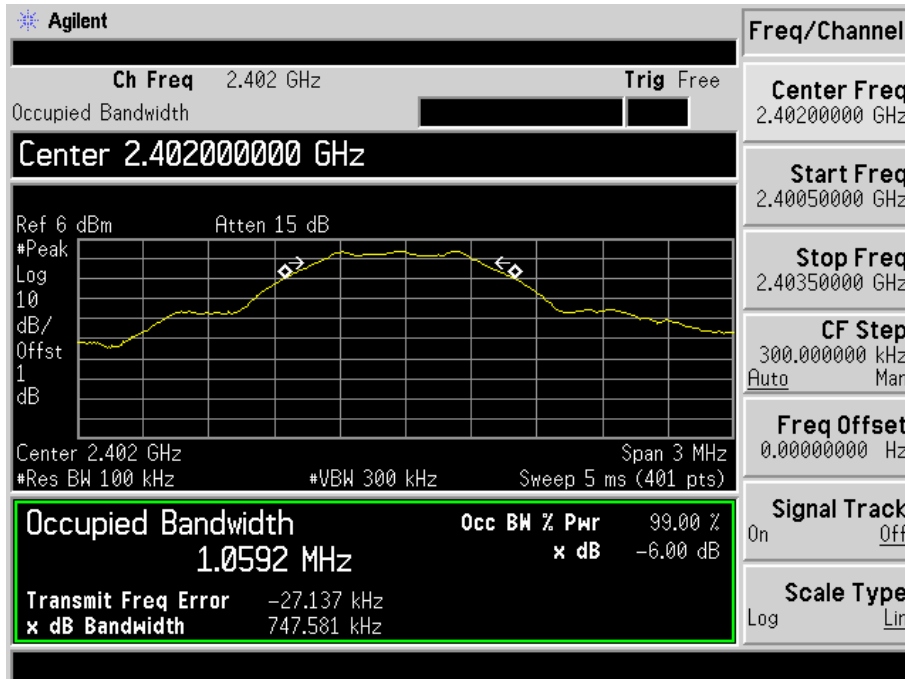 Agilent
Freq/Channel
Ch Freq 2.402 GHz Trig Free
Occupied Bandwidth
Center 2.402000000 GHz
Ref 6 dBm Atten 15 dB
#Peak
Log
10
dB/
Offst
1
dB
Center 2.402 GHz Span 3 MHz
#Res BW 100 kHz #VBW 300 kHz Sweep 5 ms (401 pts)
Occupied Bandwidth
1.0592 MHz
Occ BW % Pwr 99.00 %
x dB -6.00 dB
Transmit Freq Error -27.137 kHz
x dB Bandwidth 747.581 kHz
Center Freq
2.40200000 GHz
Start Freq
2.40050000 GHz
Stop Freq
2.40350000 GHz
CF Step
300.000000 kHz
Auto Man
Freq Offset
0.00000000 Hz
Signal Track
On Off
Scale Type
Log Lin